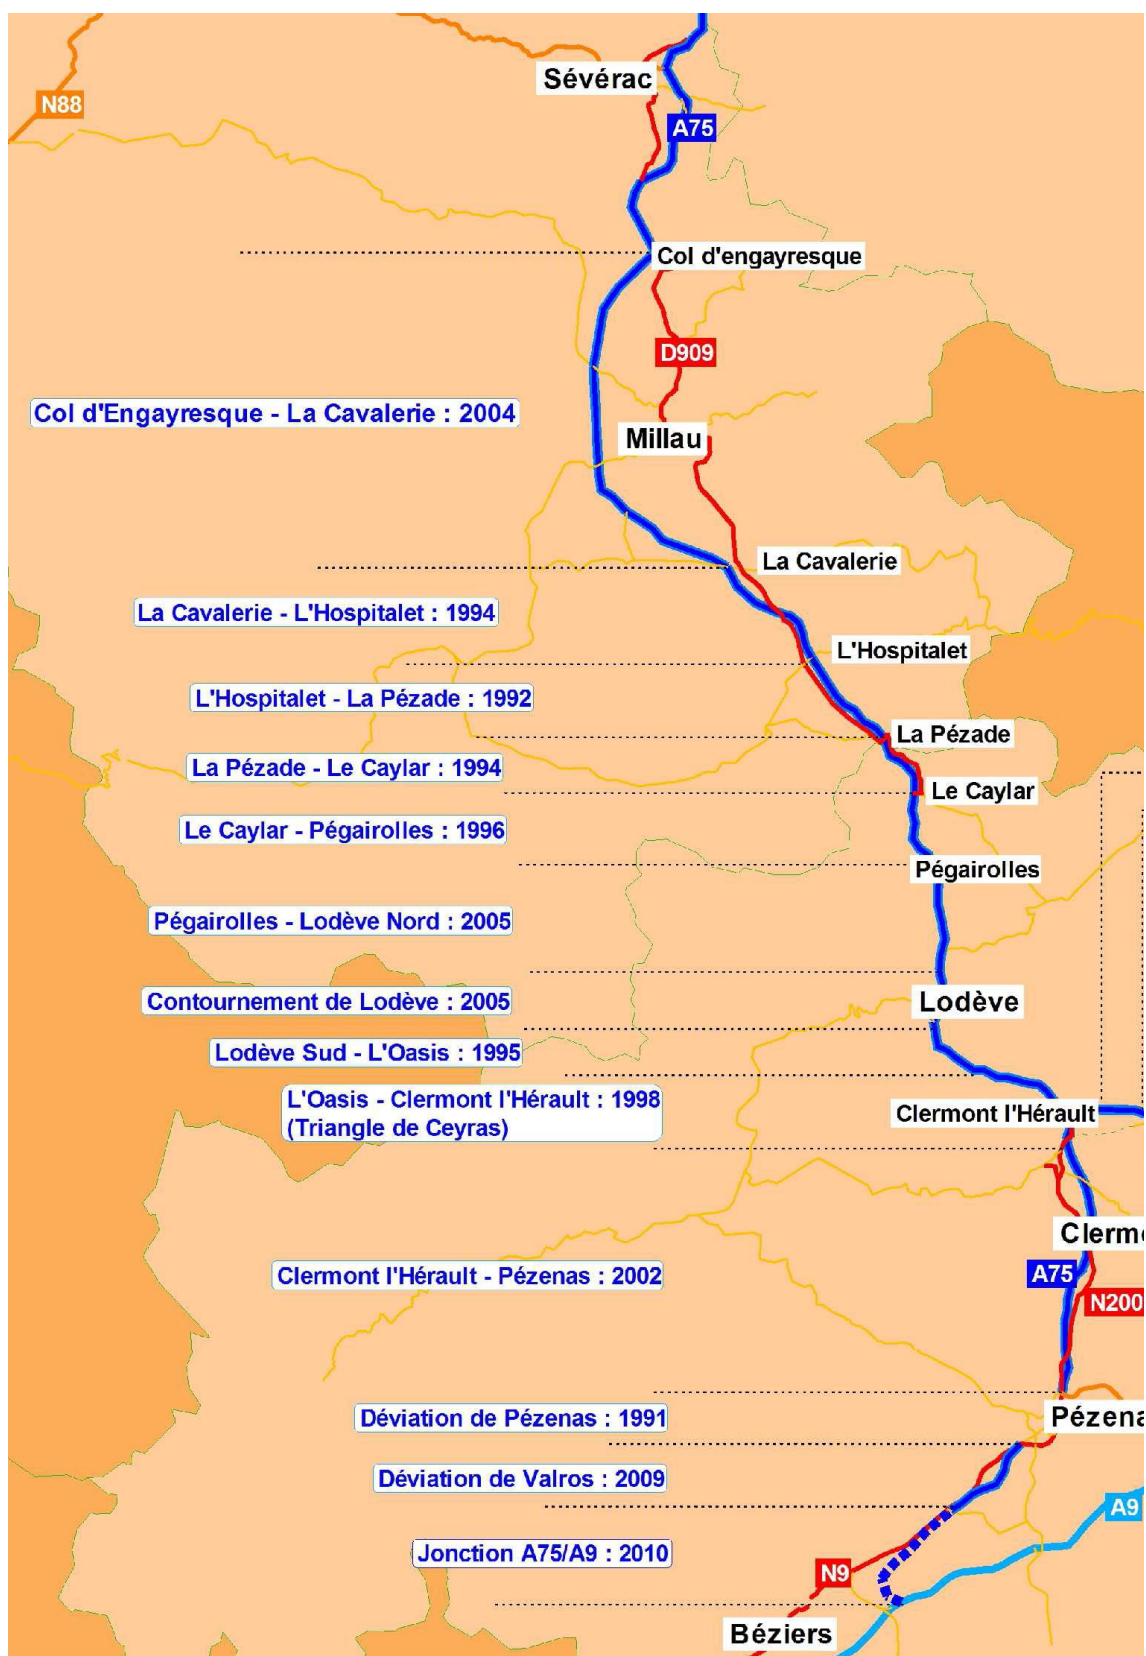 Sévérac
N88
A75
Col d'engayresque
D909
Col d'Engayresque - La Cavalerie : 2004
Millau
La Cavalerie
La Cavalerie - L'Hospitalet : 1994
L'Hospitalet
L'Hospitalet - La Pézade : 1992
La Pézade
La Pézade - Le Caylar : 1994
Le Caylar
Le Caylar - Pégairolles : 1996
Pégairolles
Pégairolles - Lodève Nord : 2005
Contournement de Lodève : 2005
Lodève
Lodève Sud - L'Oasis : 1995
L'Oasis - Clermont l'Hérault : 1998
(Triangle de Ceyras)
Clermont l'Hérault
Clerm
Clermont l'Hérault - Pézenas : 2002
A75
N200
Déviation de Pézenas : 1991
Pézena
Déviation de Valros : 2009
A9
Jonction A75/A9 : 2010
N9
Béziers